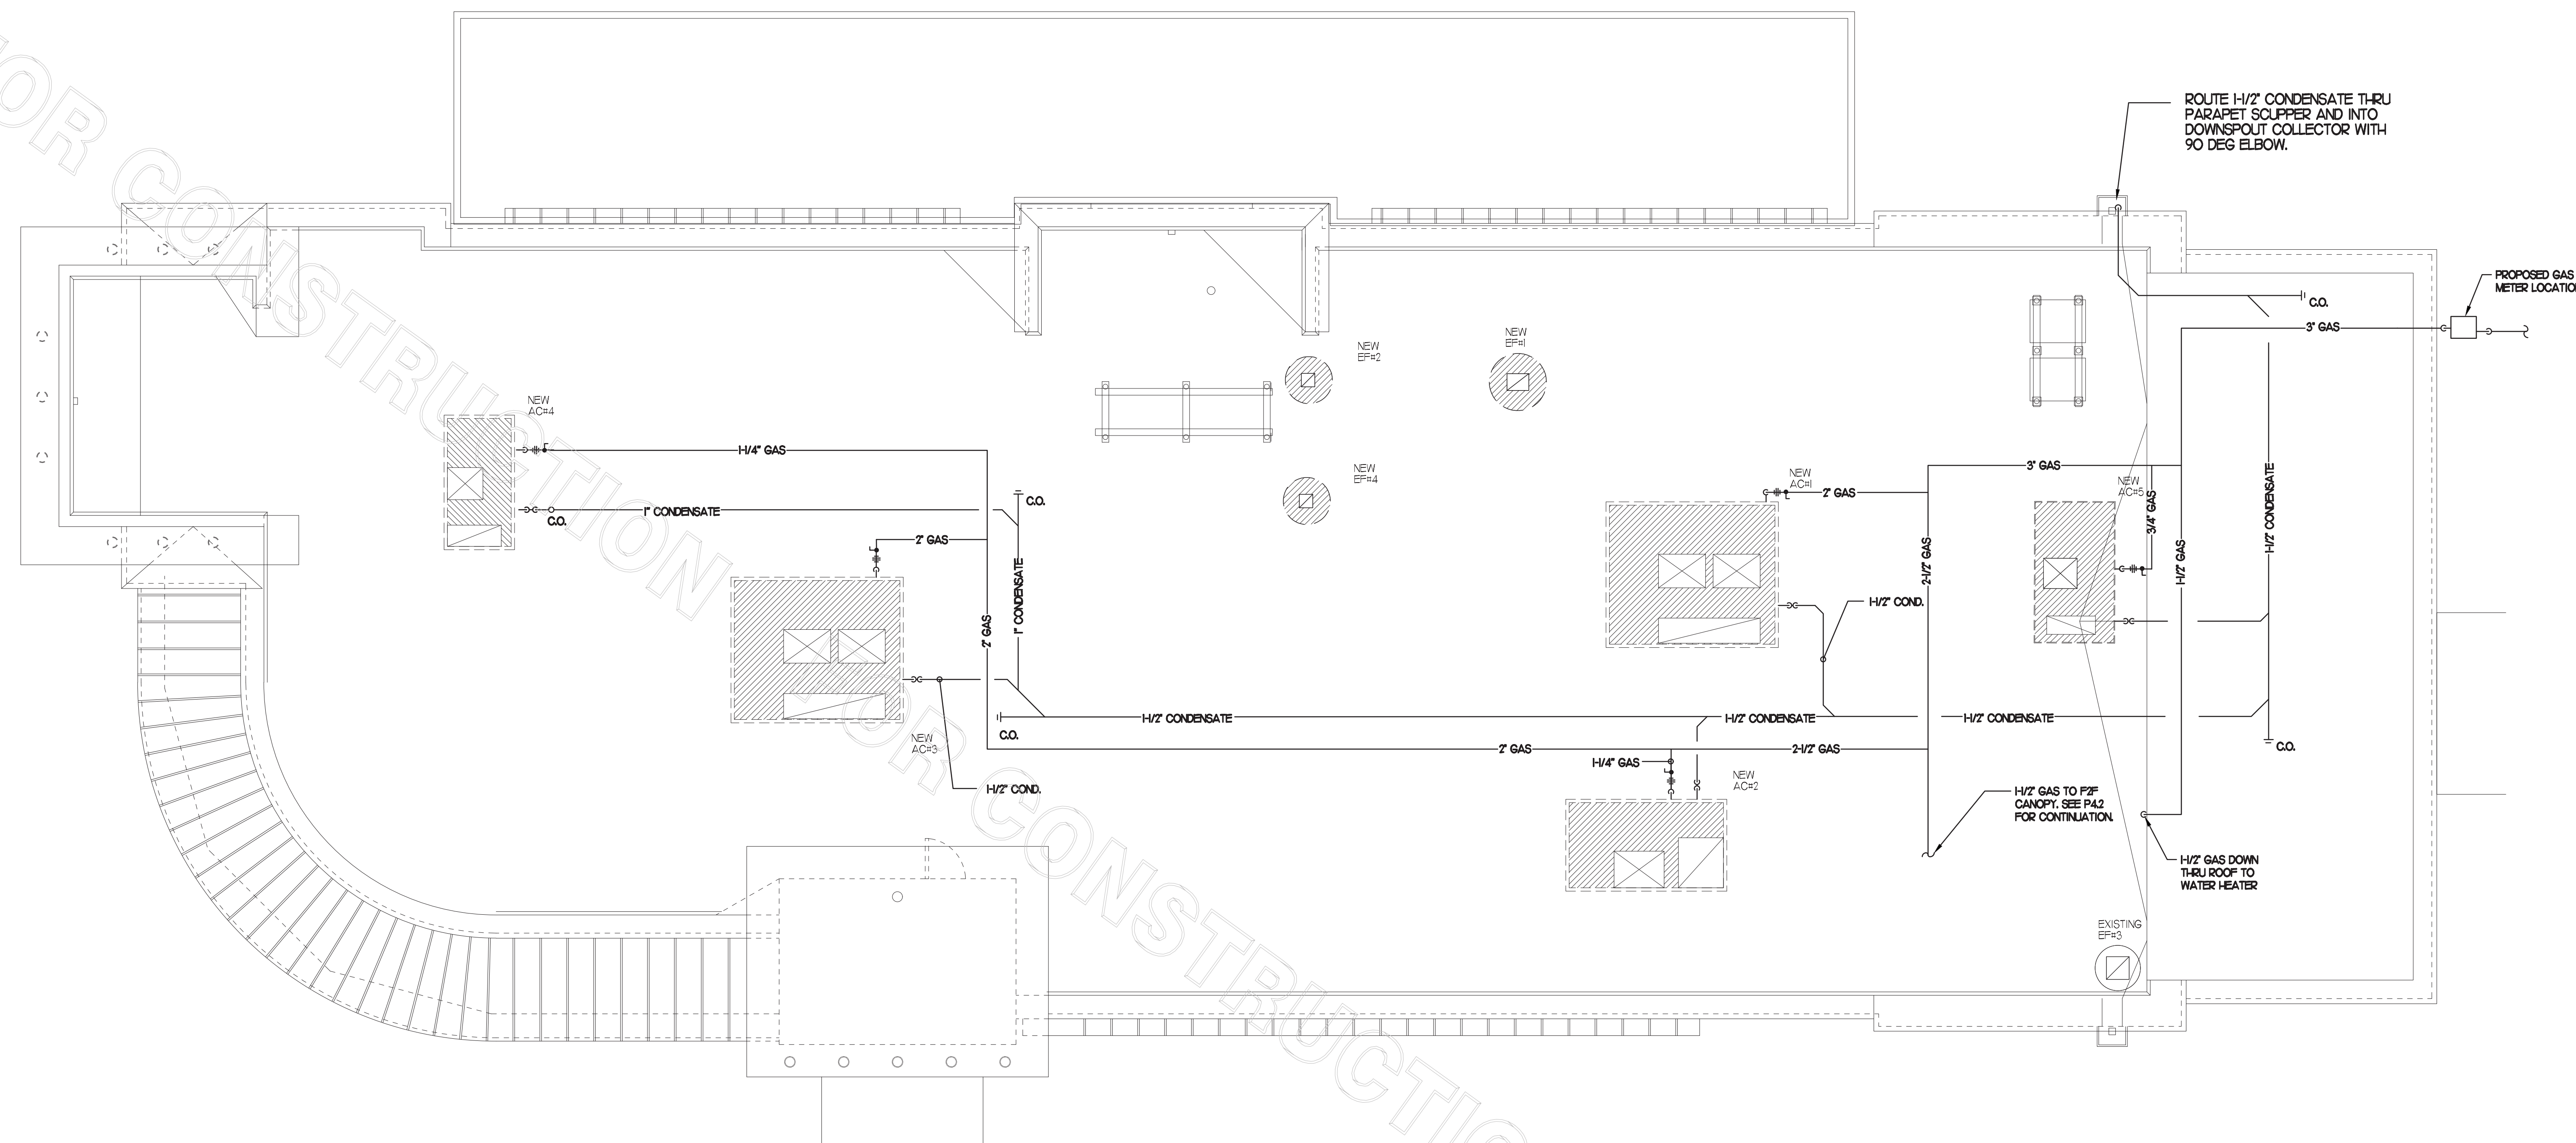 ROUTE 1-1/2" CONDENSATE THRU
PARAPET SCUPPER AND INTO
DOWNSPOUT COLLECTOR WITH
90 DEG ELBOW.
PROPOSED GAS
METER LOCATION
C.O.
3" GAS
NEW
EF#2
NEW
EF#1
NEW
AC#4
1-1/4" GAS
1" CONDENSATE
C.O.
C.O.
NEW
EF#4
NEW
AC#1
2" GAS
3" GAS
NEW
AC#5
3/4" GAS
1-1/2" CONDENSATE
2" GAS
1" CONDENSATE
2" GAS
2-1/2" GAS
1-1/2" GAS
1-1/2" COND.
NEW
AC#3
1-1/2" COND.
C.O.
1-1/2" CONDENSATE
1-1/2" CONDENSATE
1-1/2" CONDENSATE
C.O.
2" GAS
2-1/2" GAS
1-1/4" GAS
NEW
AC#2
1-1/2" GAS TO F2F
CANOPY. SEE P4.2
FOR CONTINUATION.
1-1/2" GAS DOWN
THRU ROOF TO
WATER HEATER
EXISTING
EF#3
OR CONSTRUCTION
FOR CONSTRUCTIO